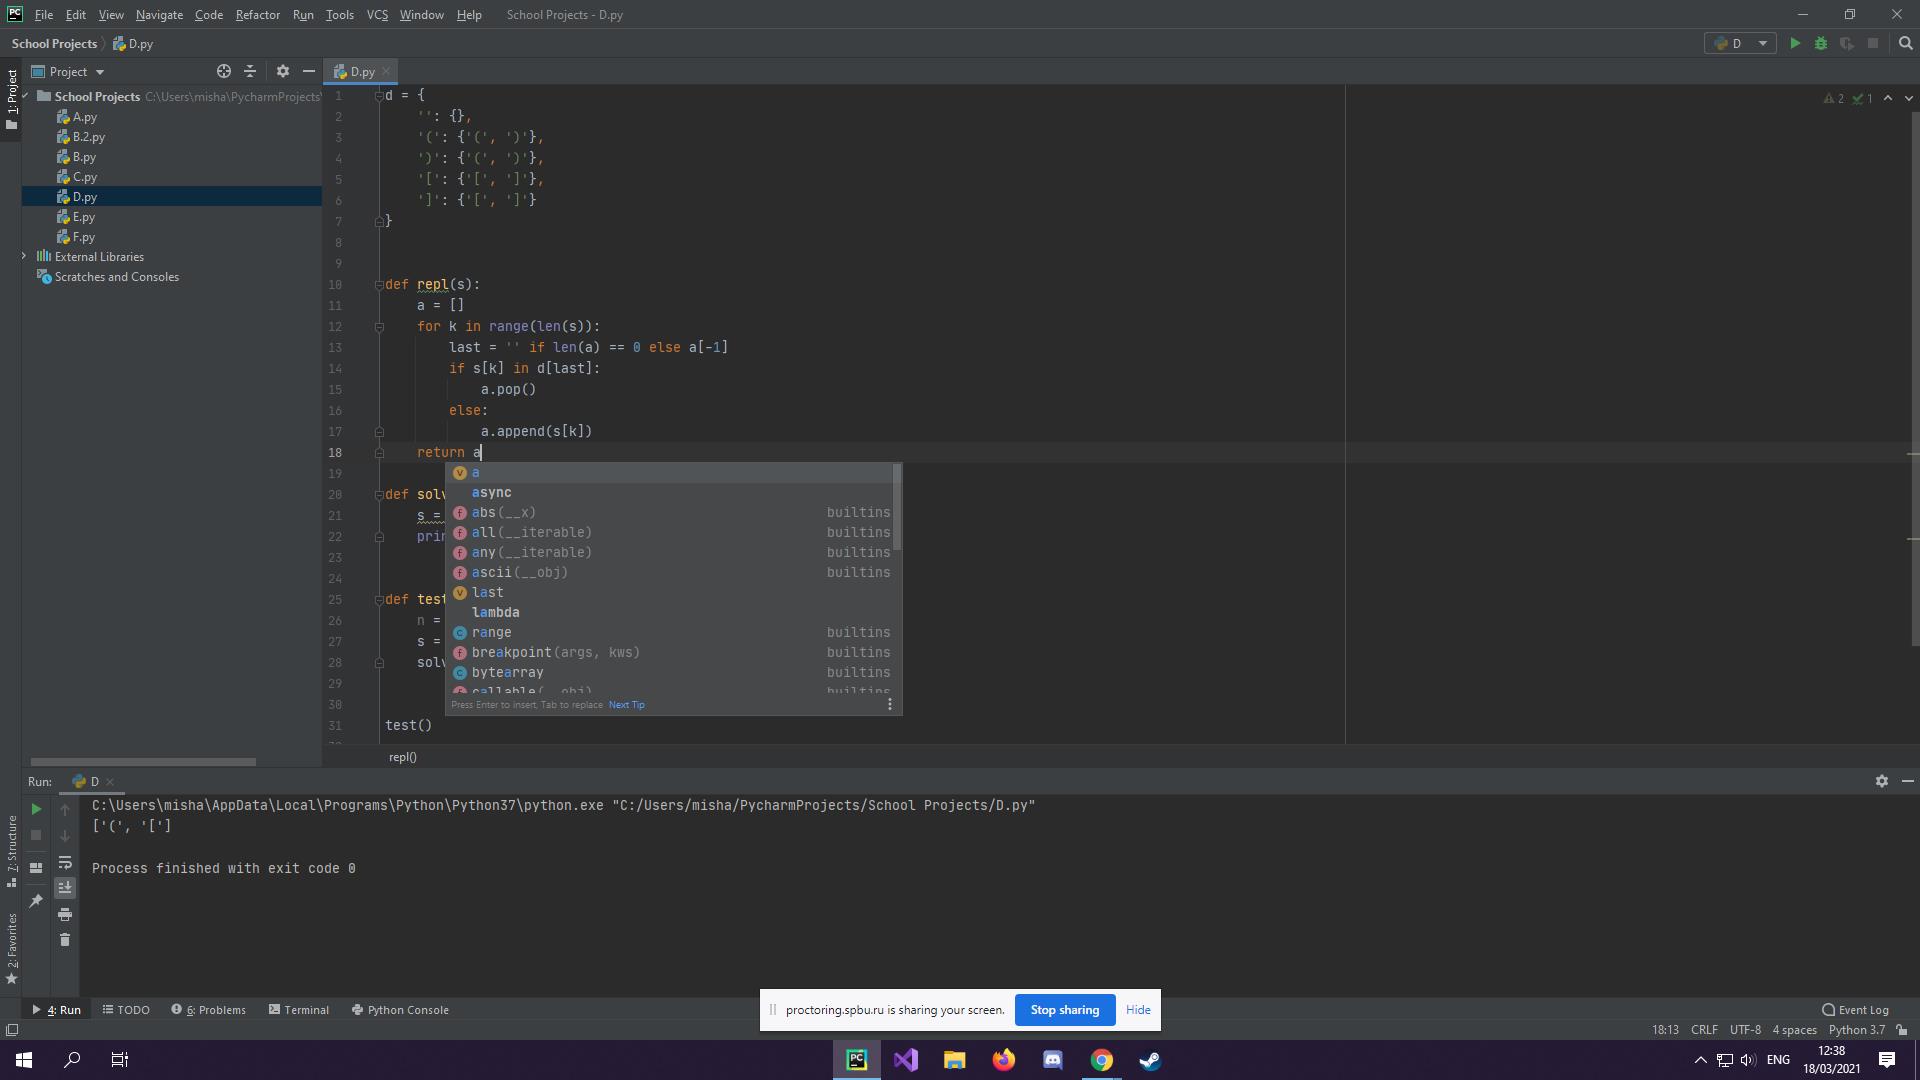 PC File Edit View Navigate Code Refactor Run Tools VCS Window Help School Projects - D.py
School Projects D.py D
Project D.py
1: Project
School Projects C:\Users\misha\PycharmProjects\
A.py
B.2.py
B.py
C.py
D.py
E.py
F.py
External Libraries
Scratches and Consoles
2 1
1 d = {
2 '': {},
3 '(': {'(', ')'},
4 ')': {'(', ')'},
5 '[': {'[', ']'},
6 ']': {'[', ']'}
7 }
8
9
10 def repl(s):
11 a = []
12 for k in range(len(s)):
13 last = '' if len(a) == 0 else a[-1]
14 if s[k] in d[last]:
15 a.pop()
16 else:
17 a.append(s[k])
18 return a
19
20 def solv
21 s =
22 prin
23
24
25 def test
26 n =
27 s =
28 solv
29
30
31 test()
v a
async
f abs(__x) builtins
f all(__iterable) builtins
f any(__iterable) builtins
f ascii(__obj) builtins
v last
lambda
c range builtins
f breakpoint(args, kws) builtins
c bytearray builtins
f callable(__obj) builtins
Press Enter to insert, Tab to replace Next Tip
repl()
Run: D
C:\Users\misha\AppData\Local\Programs\Python\Python37\python.exe "C:/Users/misha/PycharmProjects/School Projects/D.py"
['(', '[']
Process finished with exit code 0
7: Structure
2: Favorites
proctoring.spbu.ru is sharing your screen. Stop sharing Hide
4: Run TODO 6: Problems Terminal Python Console Event Log
18:13 CRLF UTF-8 4 spaces Python 3.7
PC ENG 12:38
18/03/2021